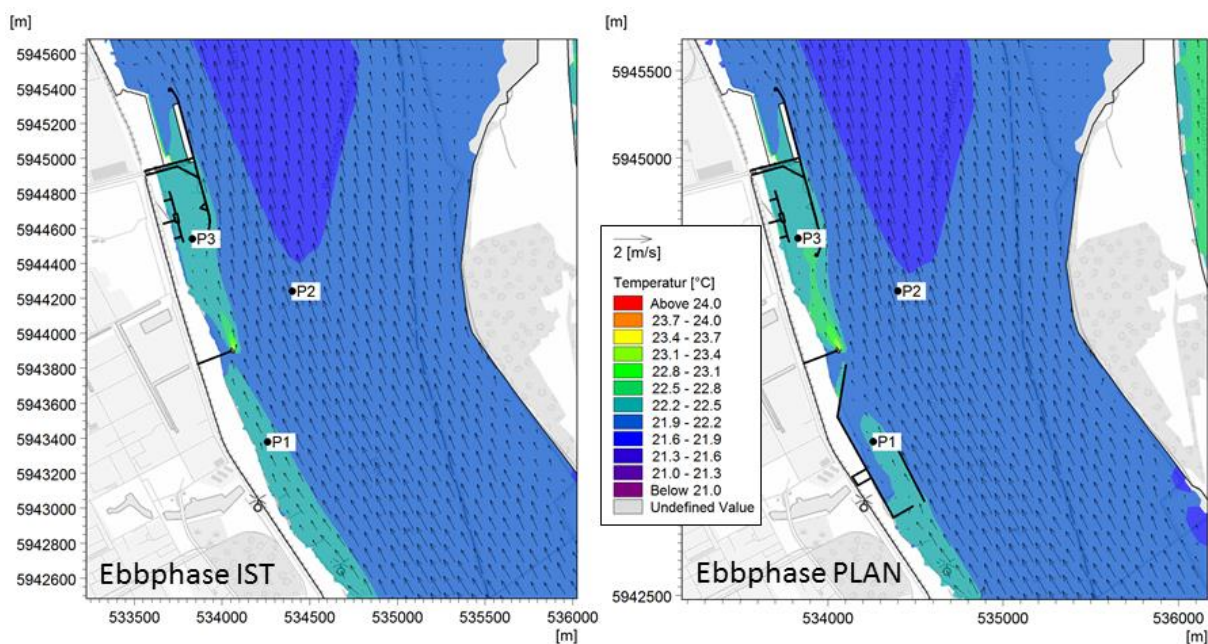 [m]
5945600
5945400
5945200
5945000
5944800
5944600
5944400
5944200
5944000
5943800
5943600
5943400
5943200
5943000
5942800
5942600
P3
P2
P1
Ebbphase IST
533500 534000 534500 535000 535500 536000
[m]
2 [m/s]
Temperatur [°C]
Above 24.0
23.7 - 24.0
23.4 - 23.7
23.1 - 23.4
22.8 - 23.1
22.5 - 22.8
22.2 - 22.5
21.9 - 22.2
21.6 - 21.9
21.3 - 21.6
21.0 - 21.3
Below 21.0
Undefined Value
[m]
5945500
5945000
5942500
P3
P2
P1
Ebbphase PLAN
534000 535000 536000
[m]